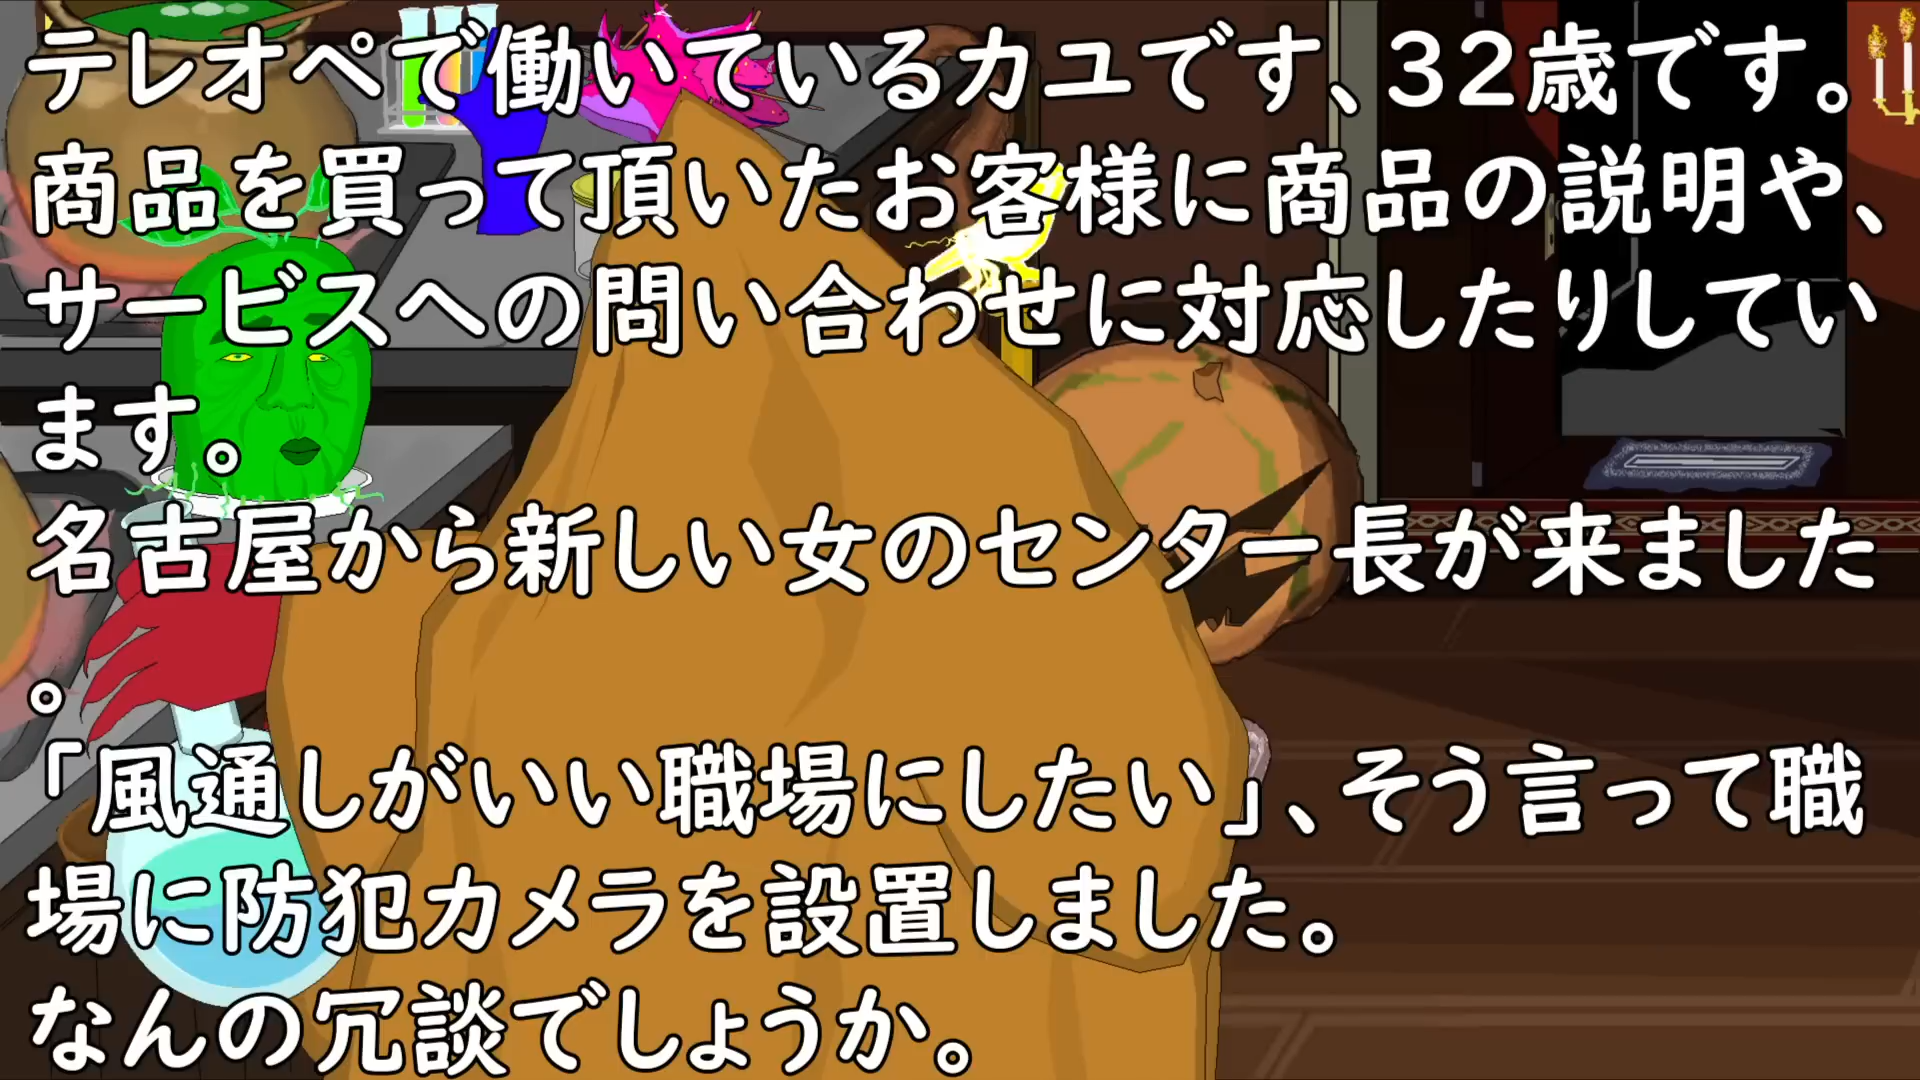 テレオペで働いているカユです、32歳です。
商品を買って頂いたお客様に商品の説明や、
サービスへの問い合わせに対応したりしてい
ます。
名古屋から新しい女のセンター長が来ました
。
「風通しがいい職場にしたい」、そう言って職
場に防犯カメラを設置しました。
なんの冗談でしょうか。